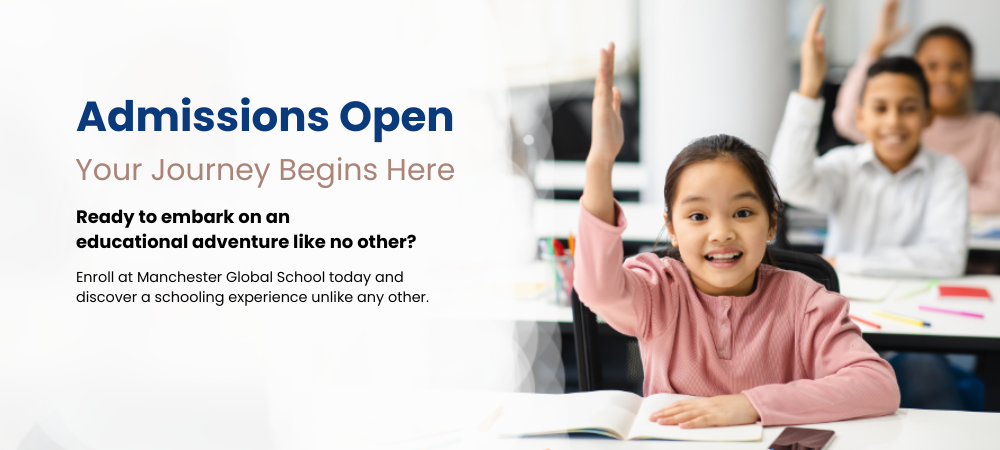 Admissions Open
Your Journey Begins Here
Ready to embark on an
educational adventure like no other?
Enroll at Manchester Global School today and
discover a schooling experience unlike any other.